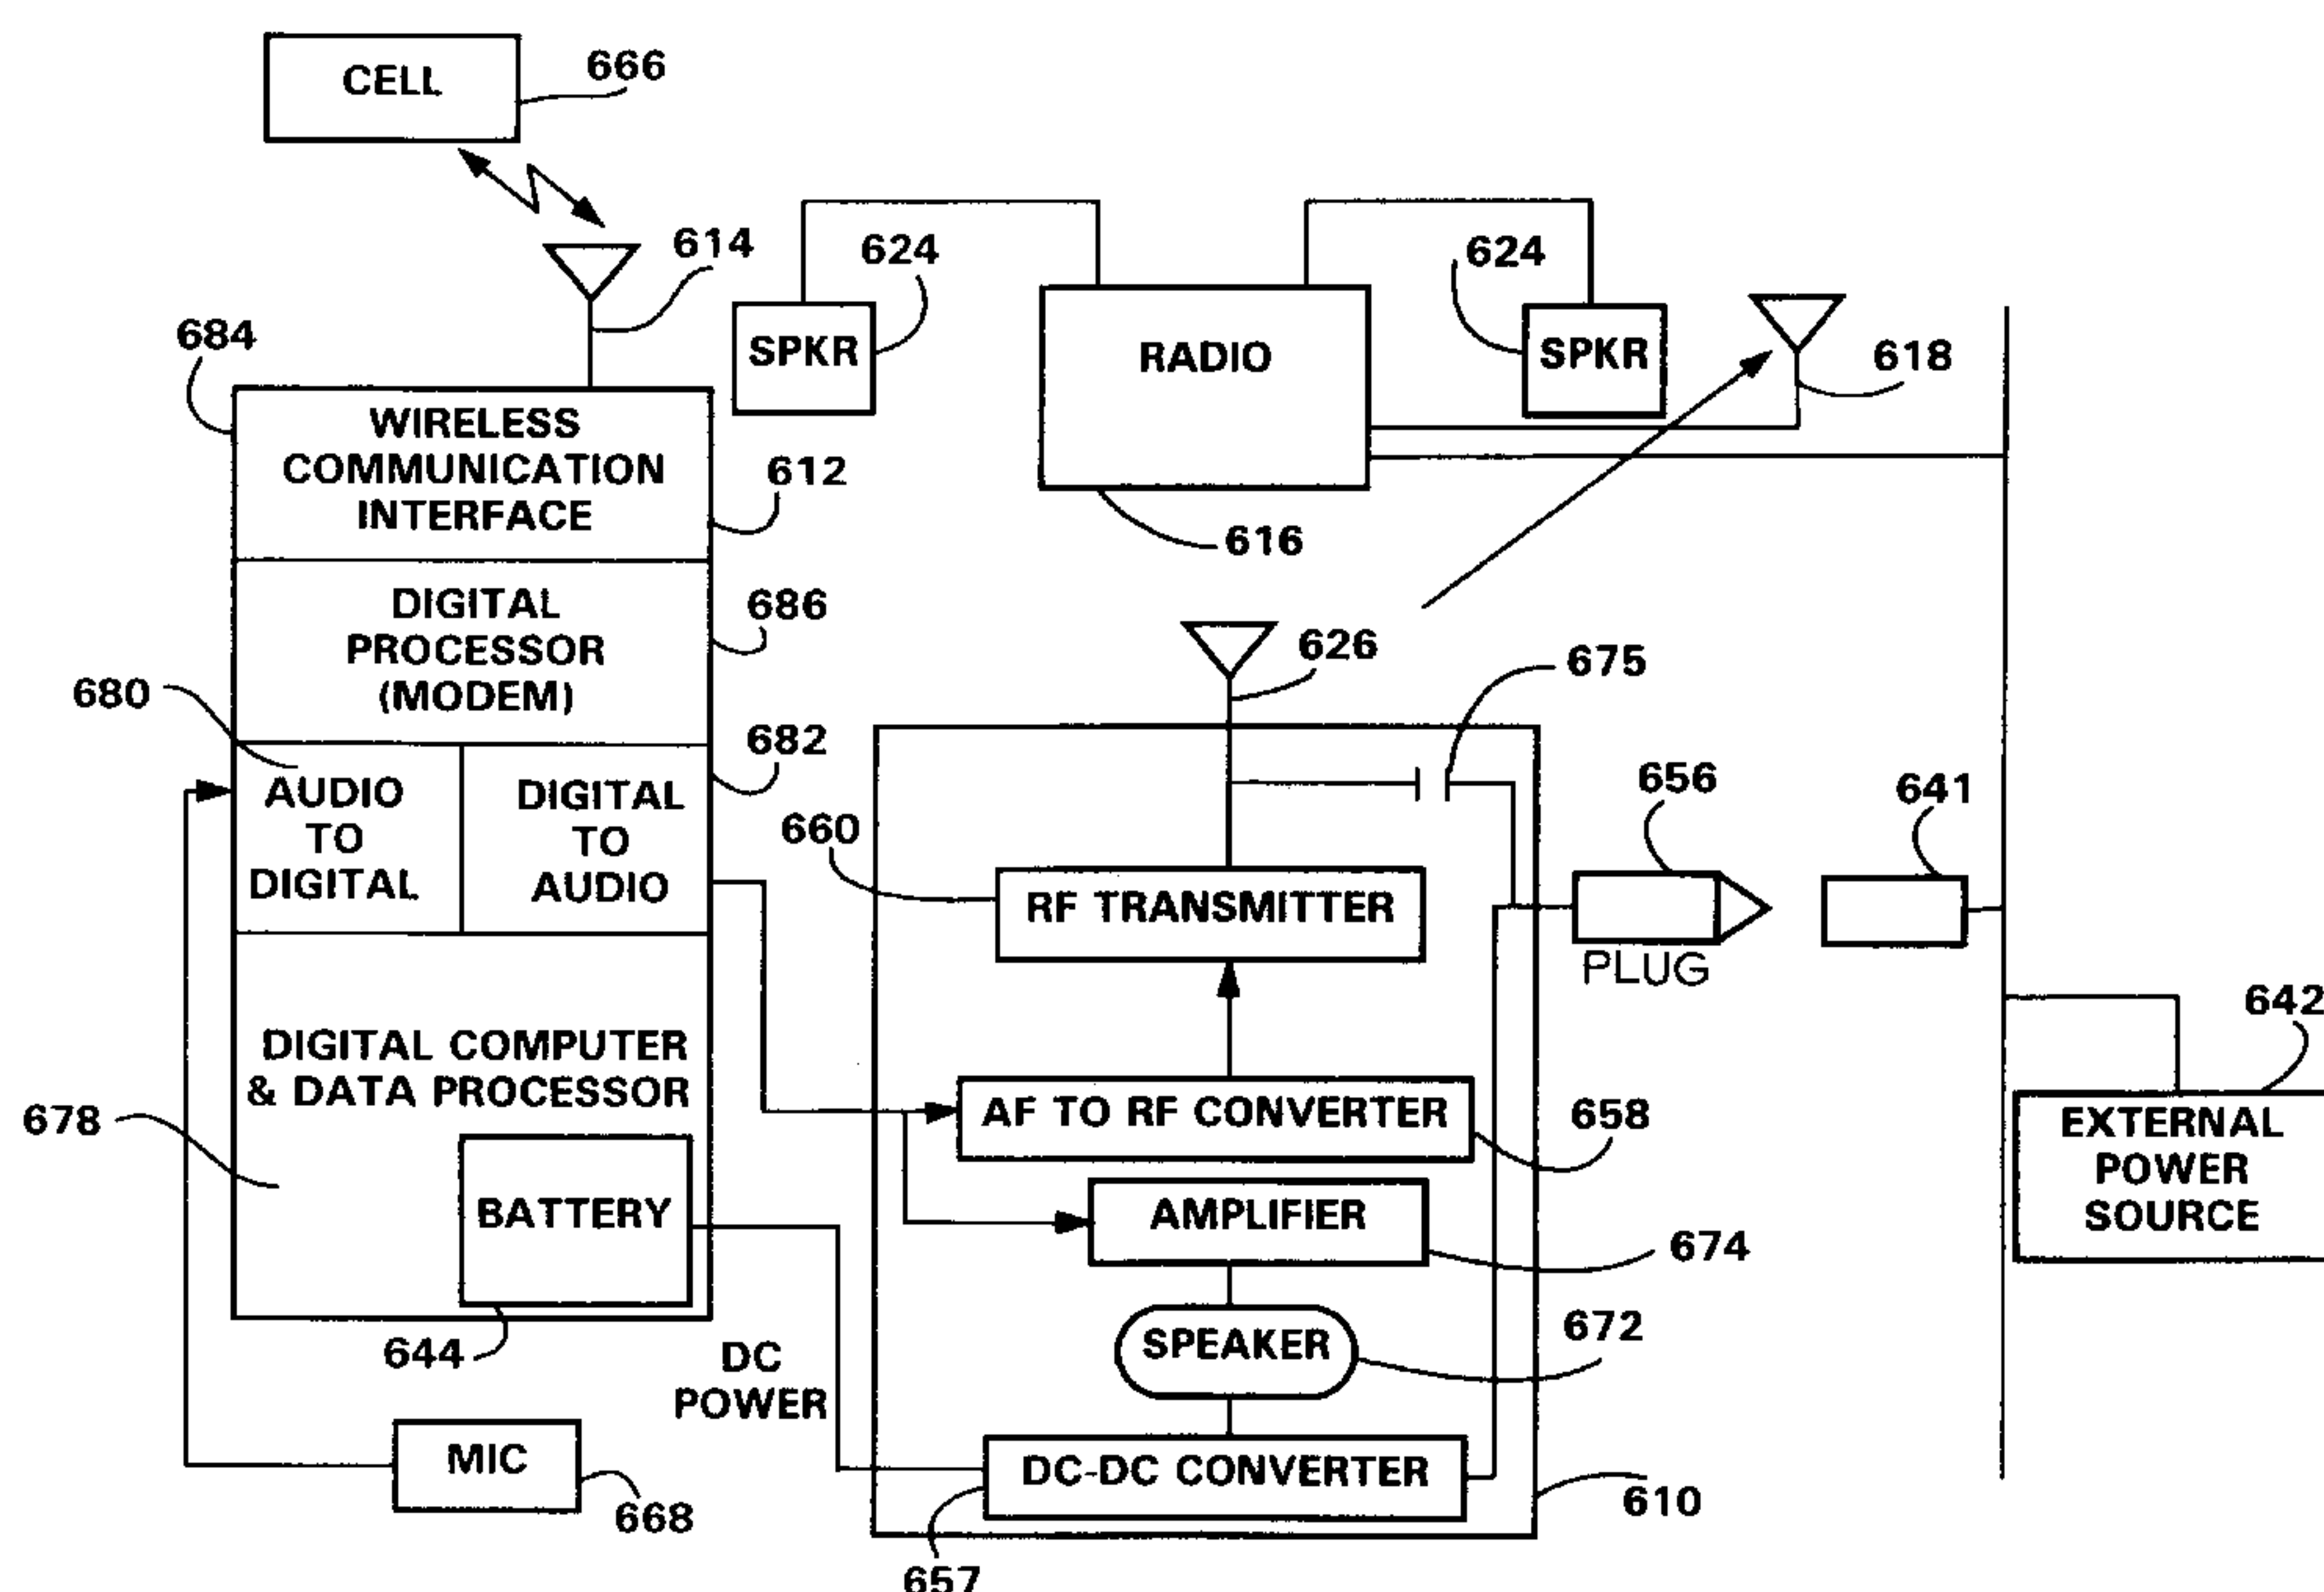 CELL
666
614
624
624
SPKR
RADIO
SPKR
618
684
WIRELESS
COMMUNICATION
INTERFACE
612
616
DIGITAL
PROCESSOR
(MODEM)
686
626
675
680
682
AUDIO
TO
DIGITAL
DIGITAL
TO
AUDIO
660
RF TRANSMITTER
656
PLUG
641
642
EXTERNAL
POWER
SOURCE
DIGITAL COMPUTER
& DATA PROCESSOR
678
AF TO RF CONVERTER
658
BATTERY
AMPLIFIER
674
644
DC
POWER
SPEAKER
672
MIC
668
DC-DC CONVERTER
610
657